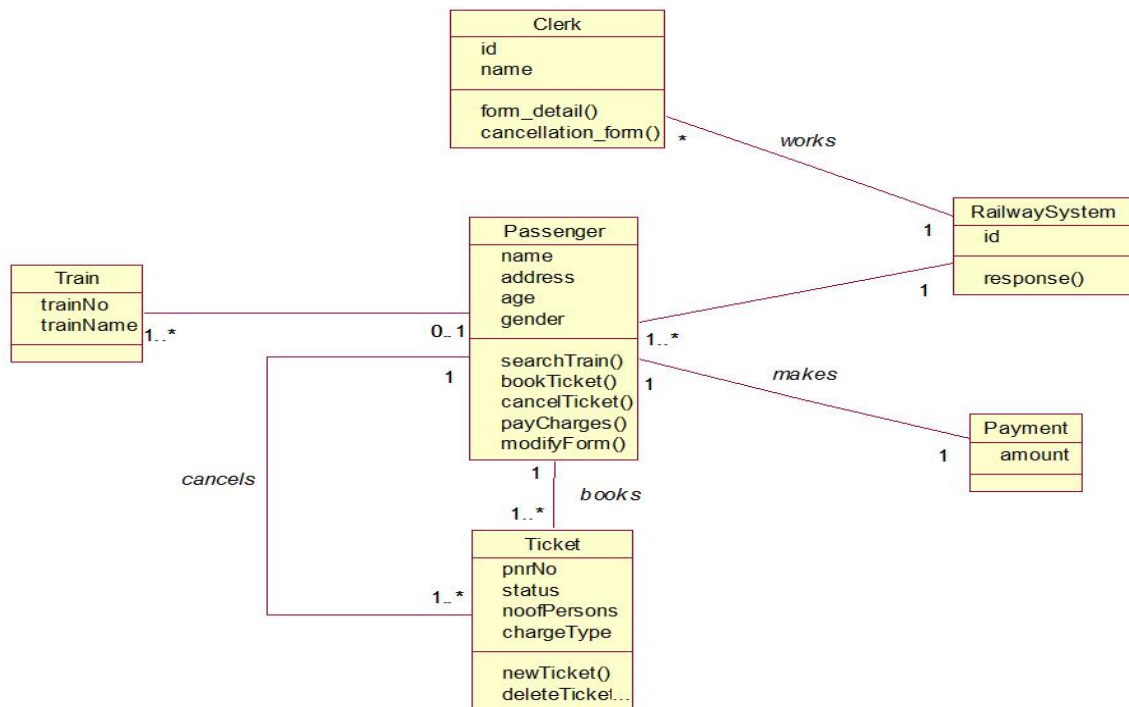 Clerk
id
name
form_detail()
cancellation_form()
*
works
RailwaySystem
id
response()
1
1
Passenger
name
address
age
gender
searchTrain()
bookTicket()
cancelTicket()
payCharges()
modifyForm()
Train
trainNo
trainName
1..*
0..1
1..*
1
1
makes
Payment
amount
1
cancels
1
books
1..*
1..*
Ticket
pnrNo
status
noofPersons
chargeType
newTicket()
deleteTicket...